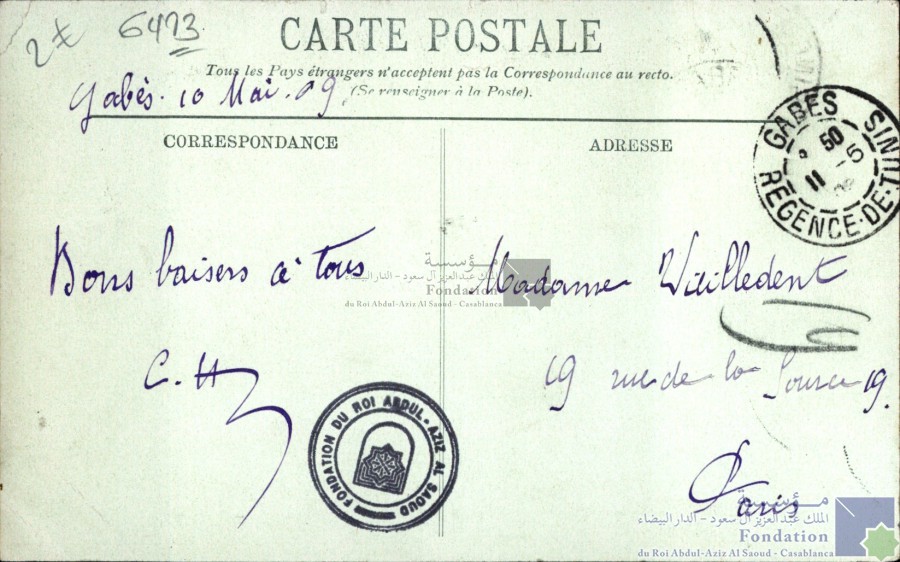 2 6473
CARTE POSTALE
Tous les Pays étrangers n'acceptent pas la Correspondance au recto.
(Se renseigner à la Poste).
Gabès. 10 Mai. 09
CORRESPONDANCE
ADRESSE
GABÈS
RÉGENCE-DE-TUNIS
50
11 -5
Bons baisers à tous
C. H
Madame Vieilledent
19 rue de la Source 19.
Paris
مؤسسة
الملك عبد العزيز آل سعود - الدار البيضاء
Fondation
du Roi Abdul-Aziz Al Saoud - Casablanca
FONDATION DU ROI ABDUL-AZIZ AL SAOUD
مؤسسة
الملك عبد العزيز آل سعود - الدار البيضاء
Fondation
du Roi Abdul-Aziz Al Saoud - Casablanca